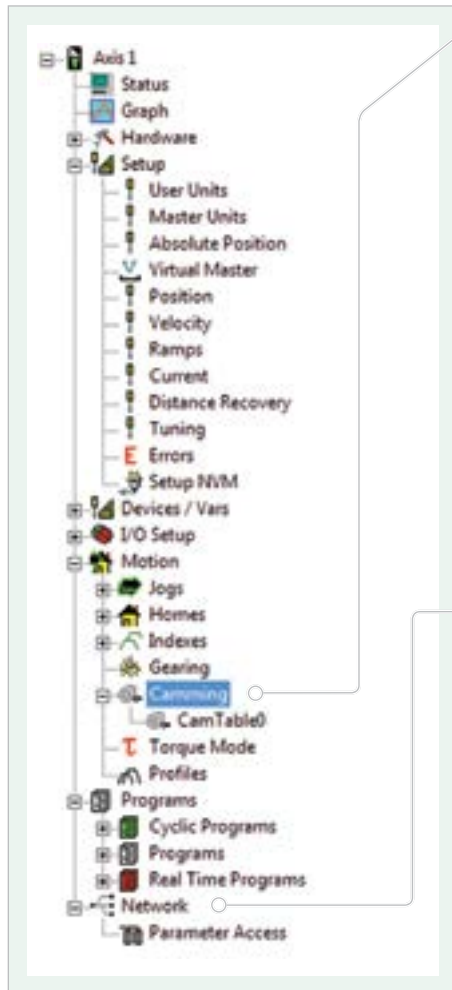 Axis 1
Status
Graph
Hardware
Setup
User Units
Master Units
Absolute Position
Virtual Master
Position
Velocity
Ramps
Current
Distance Recovery
Tuning
Errors
Setup NVM
Devices / Vars
I/O Setup
Motion
Jogs
Homes
Indexes
Gearing
Camming
CamTable0
Torque Mode
Profiles
Programs
Cyclic Programs
Programs
Real Time Programs
Network
Parameter Access